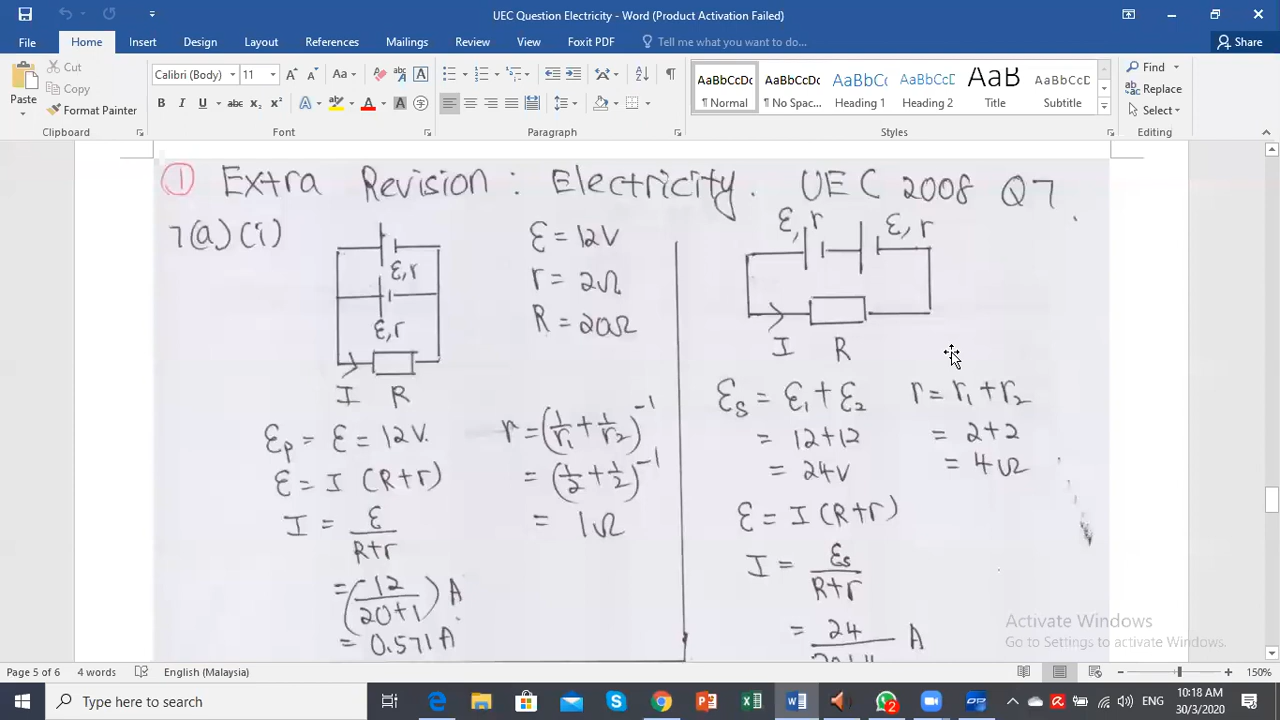 UEC Question Electricity - Word (Product Activation Failed)
File Home Insert Design Layout References Mailings Review View Foxit PDF Tell me what you want to do... Share
Paste
Cut
Copy
Format Painter
Calibri (Body) 11
B I U abc x₂ x²
AaBbCcDc AaBbCcDc AaBbCc AaBbCcC AaB AaBbCcD
¶ Normal ¶ No Spac... Heading 1 Heading 2 Title Subtitle
Find
Replace
Select
Clipboard Font Paragraph Styles Editing
① Extra Revision : Electricity. UEC 2008 Q7.
7(a)(i)
ε,r
ε,r
I R
ε = 12V
r = 2Ω
R = 20Ω
εp = ε = 12V.
ε = I (R+r)
I = ε/(R+r)
= (12/(20+1)) A
= 0.571 A
r = (1/r₁ + 1/r₂)⁻¹
= (1/2 + 1/2)⁻¹
= 1Ω
ε,r ε,r
I R
εs = ε₁ + ε₂
= 12+12
= 24V
r = r₁ + r₂
= 2+2
= 4Ω
ε = I (R+r)
I = εs/(R+r)
= 24/ A
Activate Windows
Go to Settings to activate Windows.
Page 5 of 6 4 words English (Malaysia) 150%
Type here to search
2
ENG
10:18 AM
30/3/2020